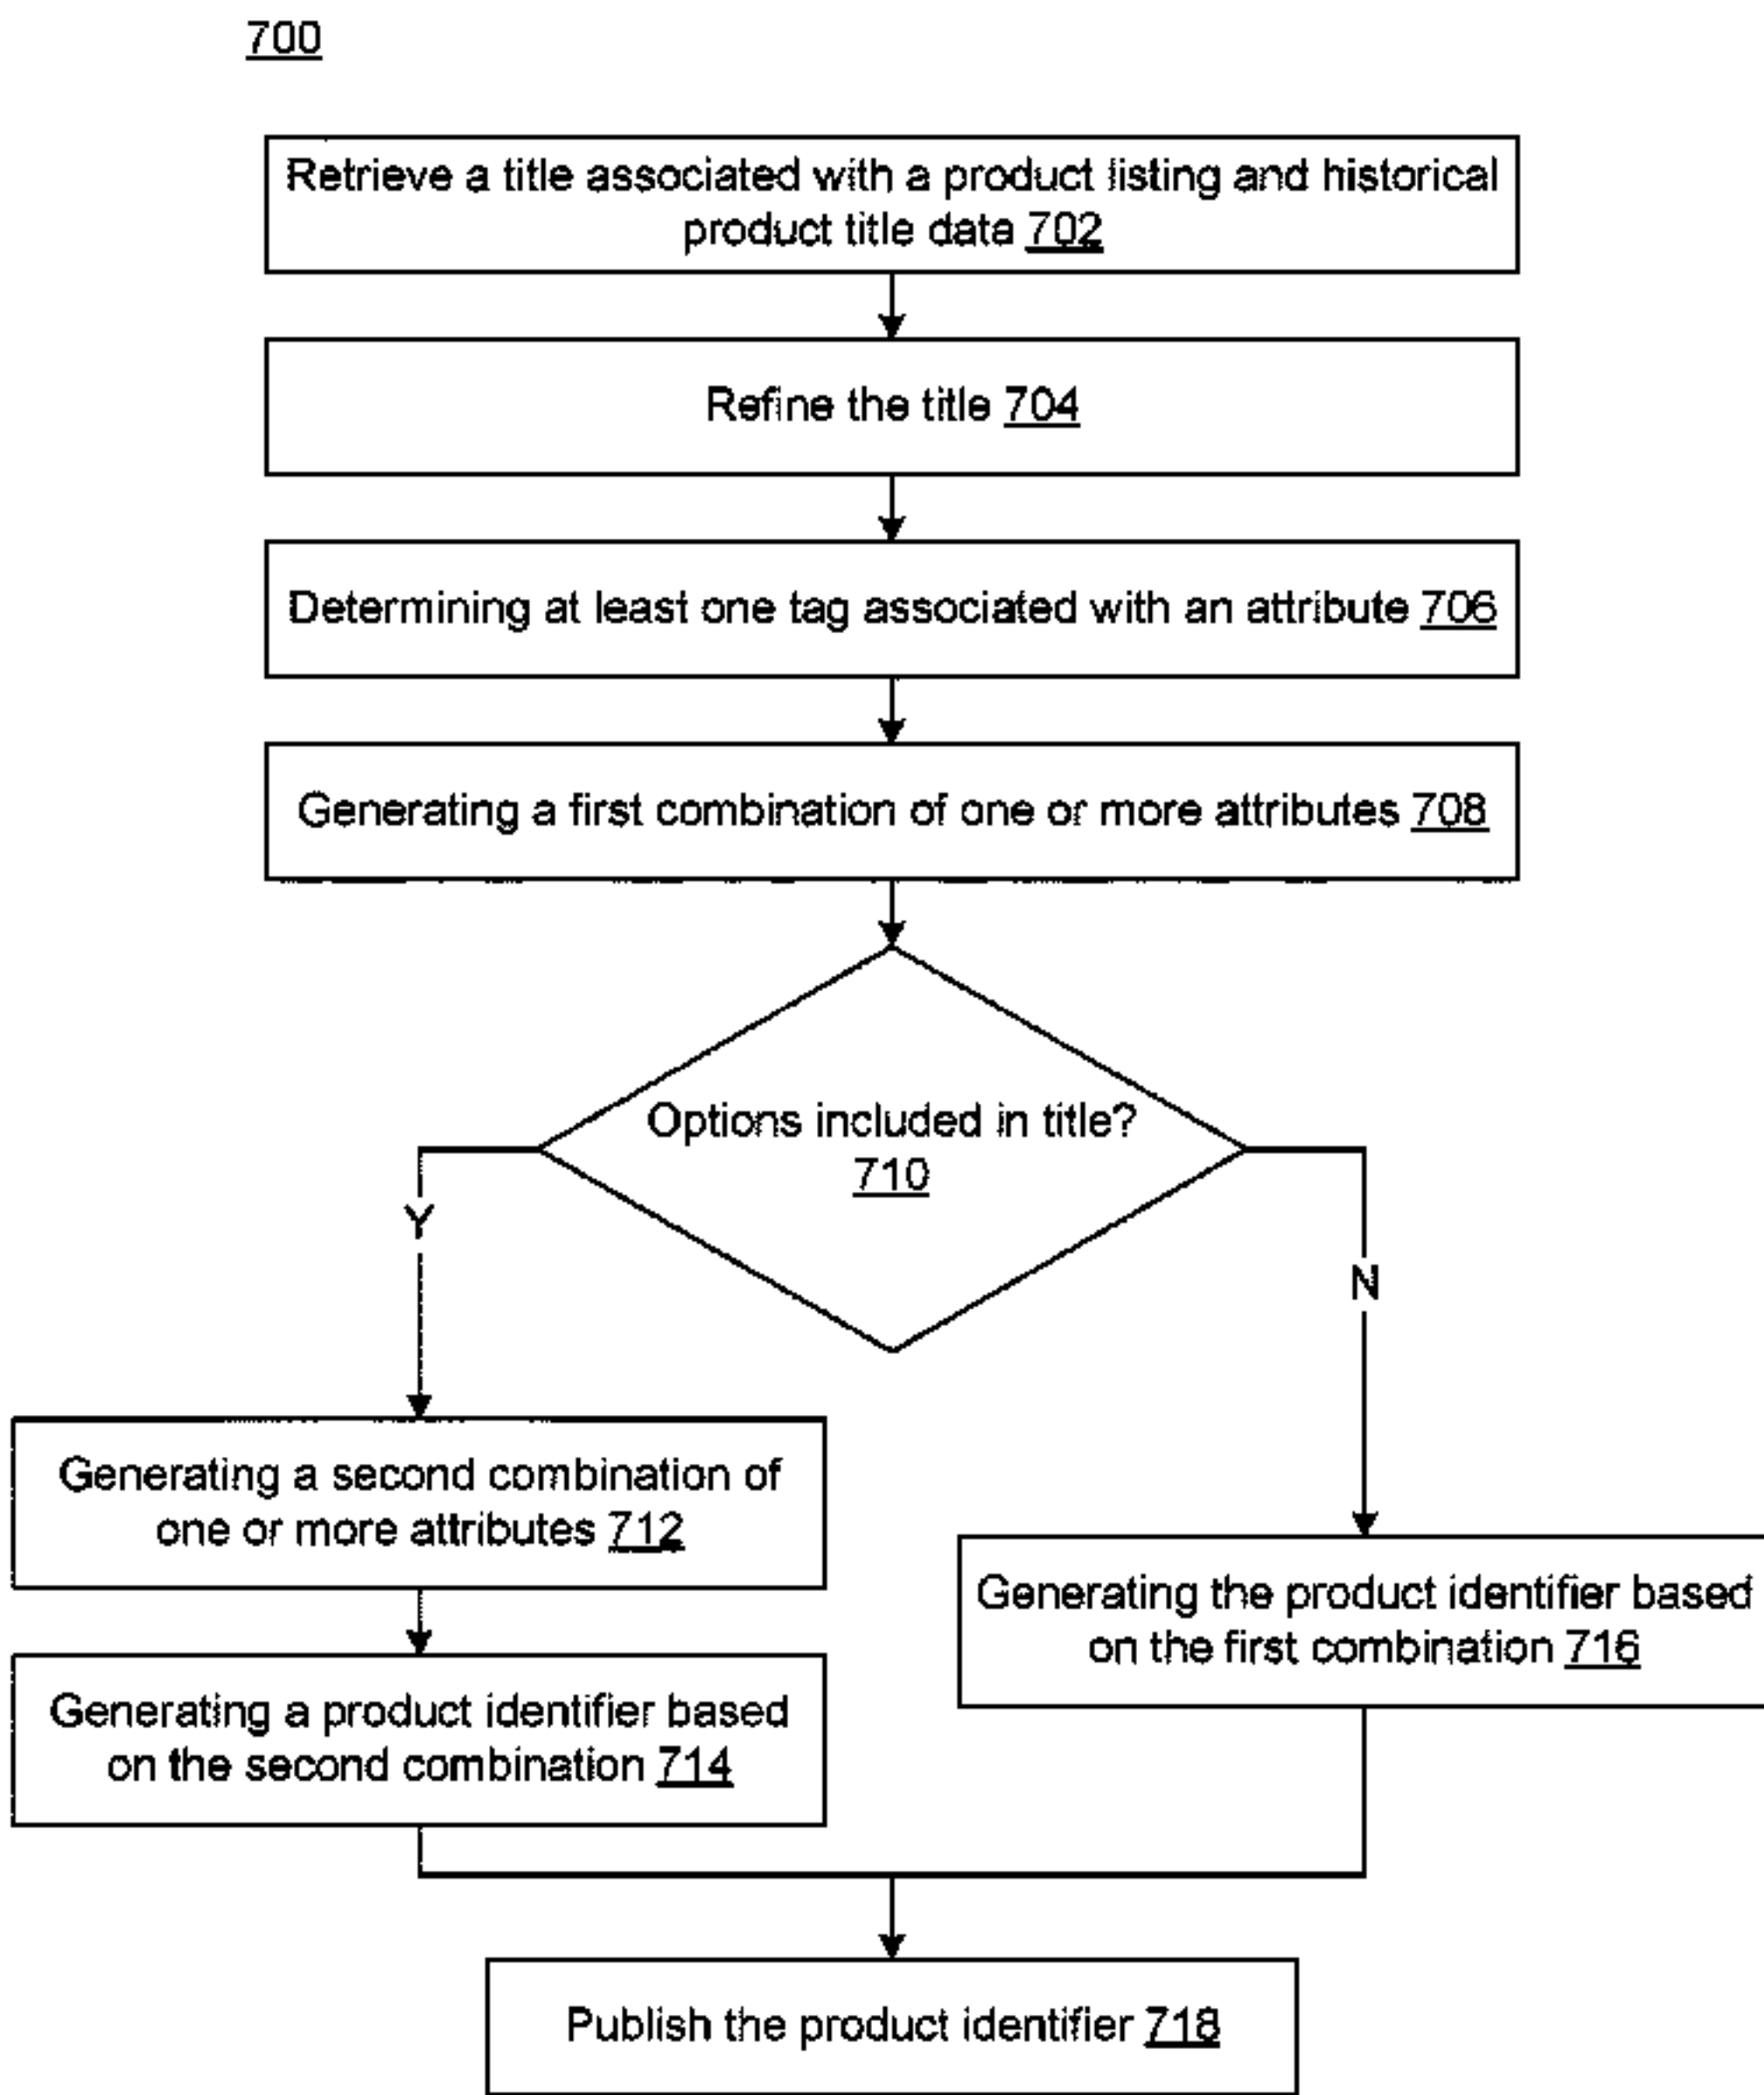 700
Retrieve a title associated with a product listing and historical
product title data 702
Refine the title 704
Determining at least one tag associated with an attribute 706
Generating a first combination of one or more attributes 708
Options included in title?
710
Y
N
Generating a second combination of
one or more attributes 712
Generating the product identifier based
on the first combination 716
Generating a product identifier based
on the second combination 714
Publish the product identifier 718